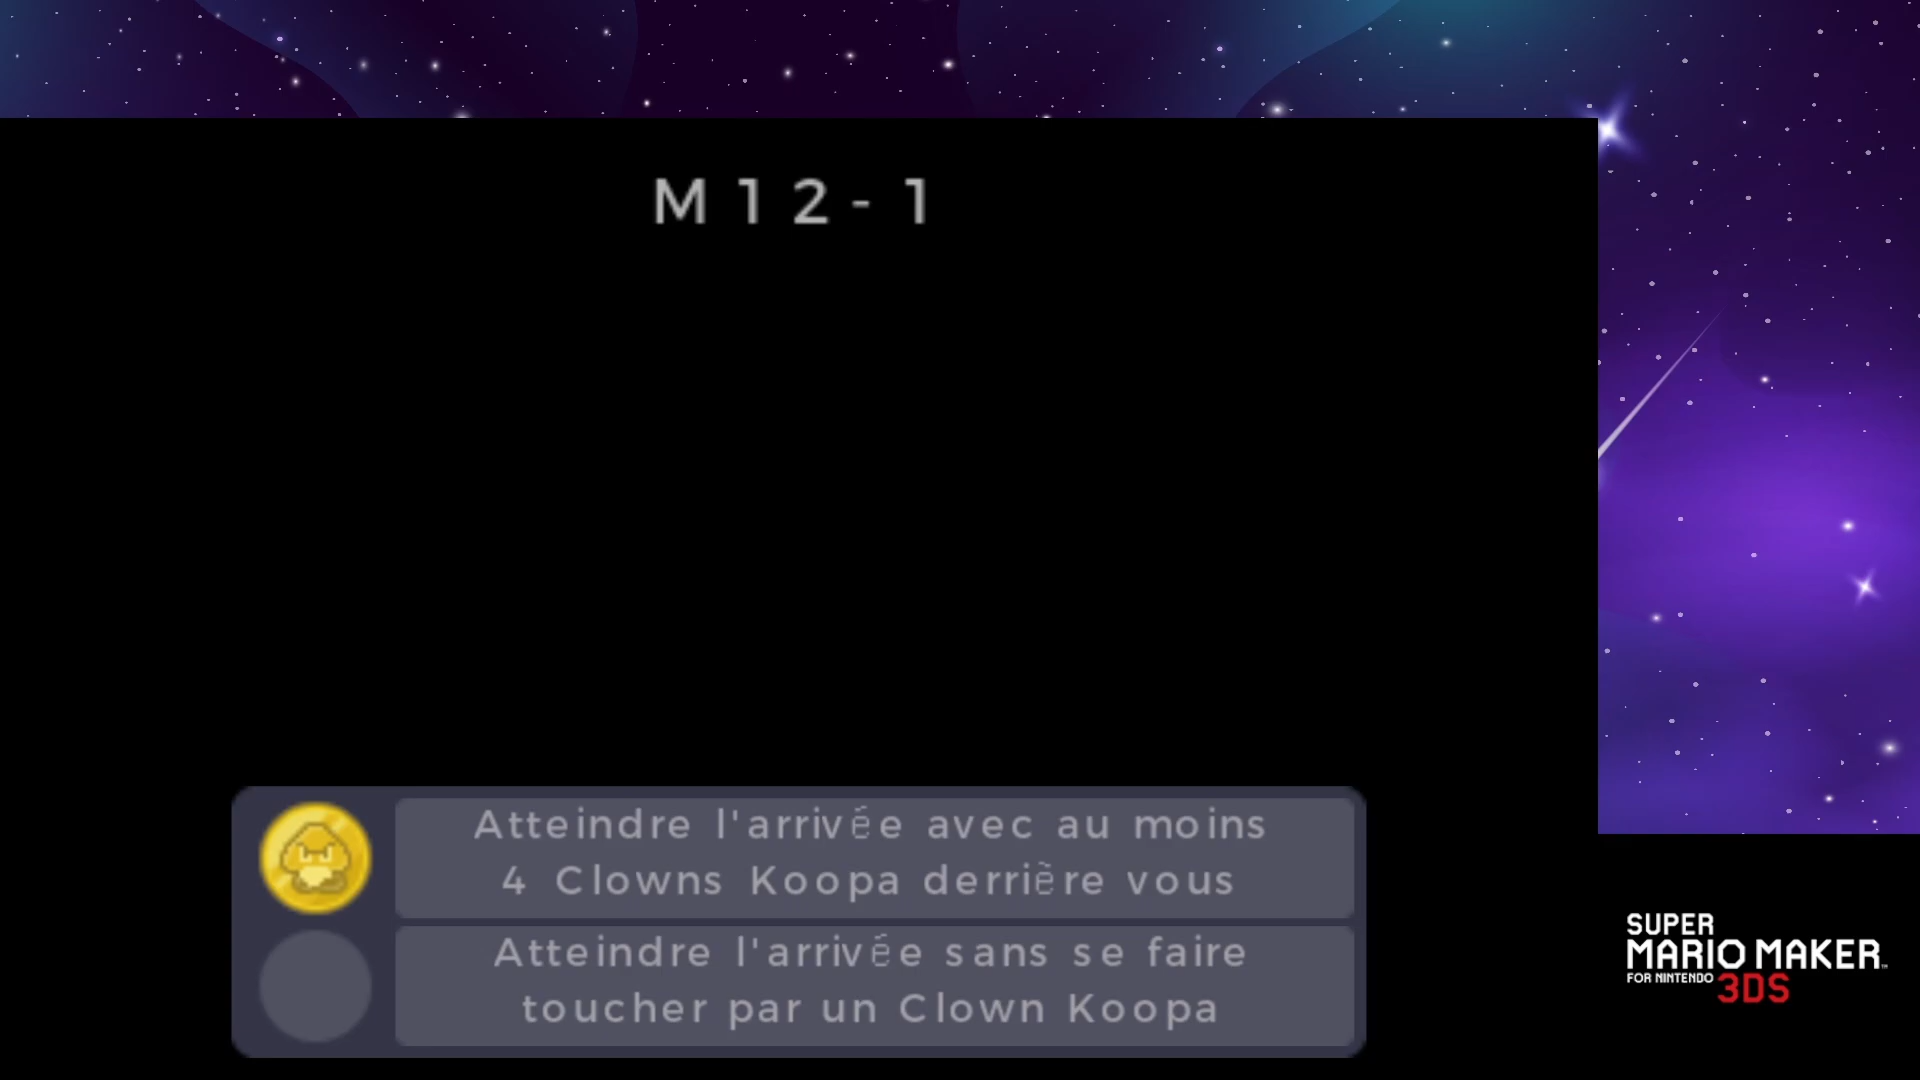 M12-1
Atteindre l'arrivée avec au moins
4 Clowns Koopa derrière vous
Atteindre l'arrivée sans se faire
toucher par un Clown Koopa
SUPER
MARIO MAKER™
FOR NINTENDO 3DS